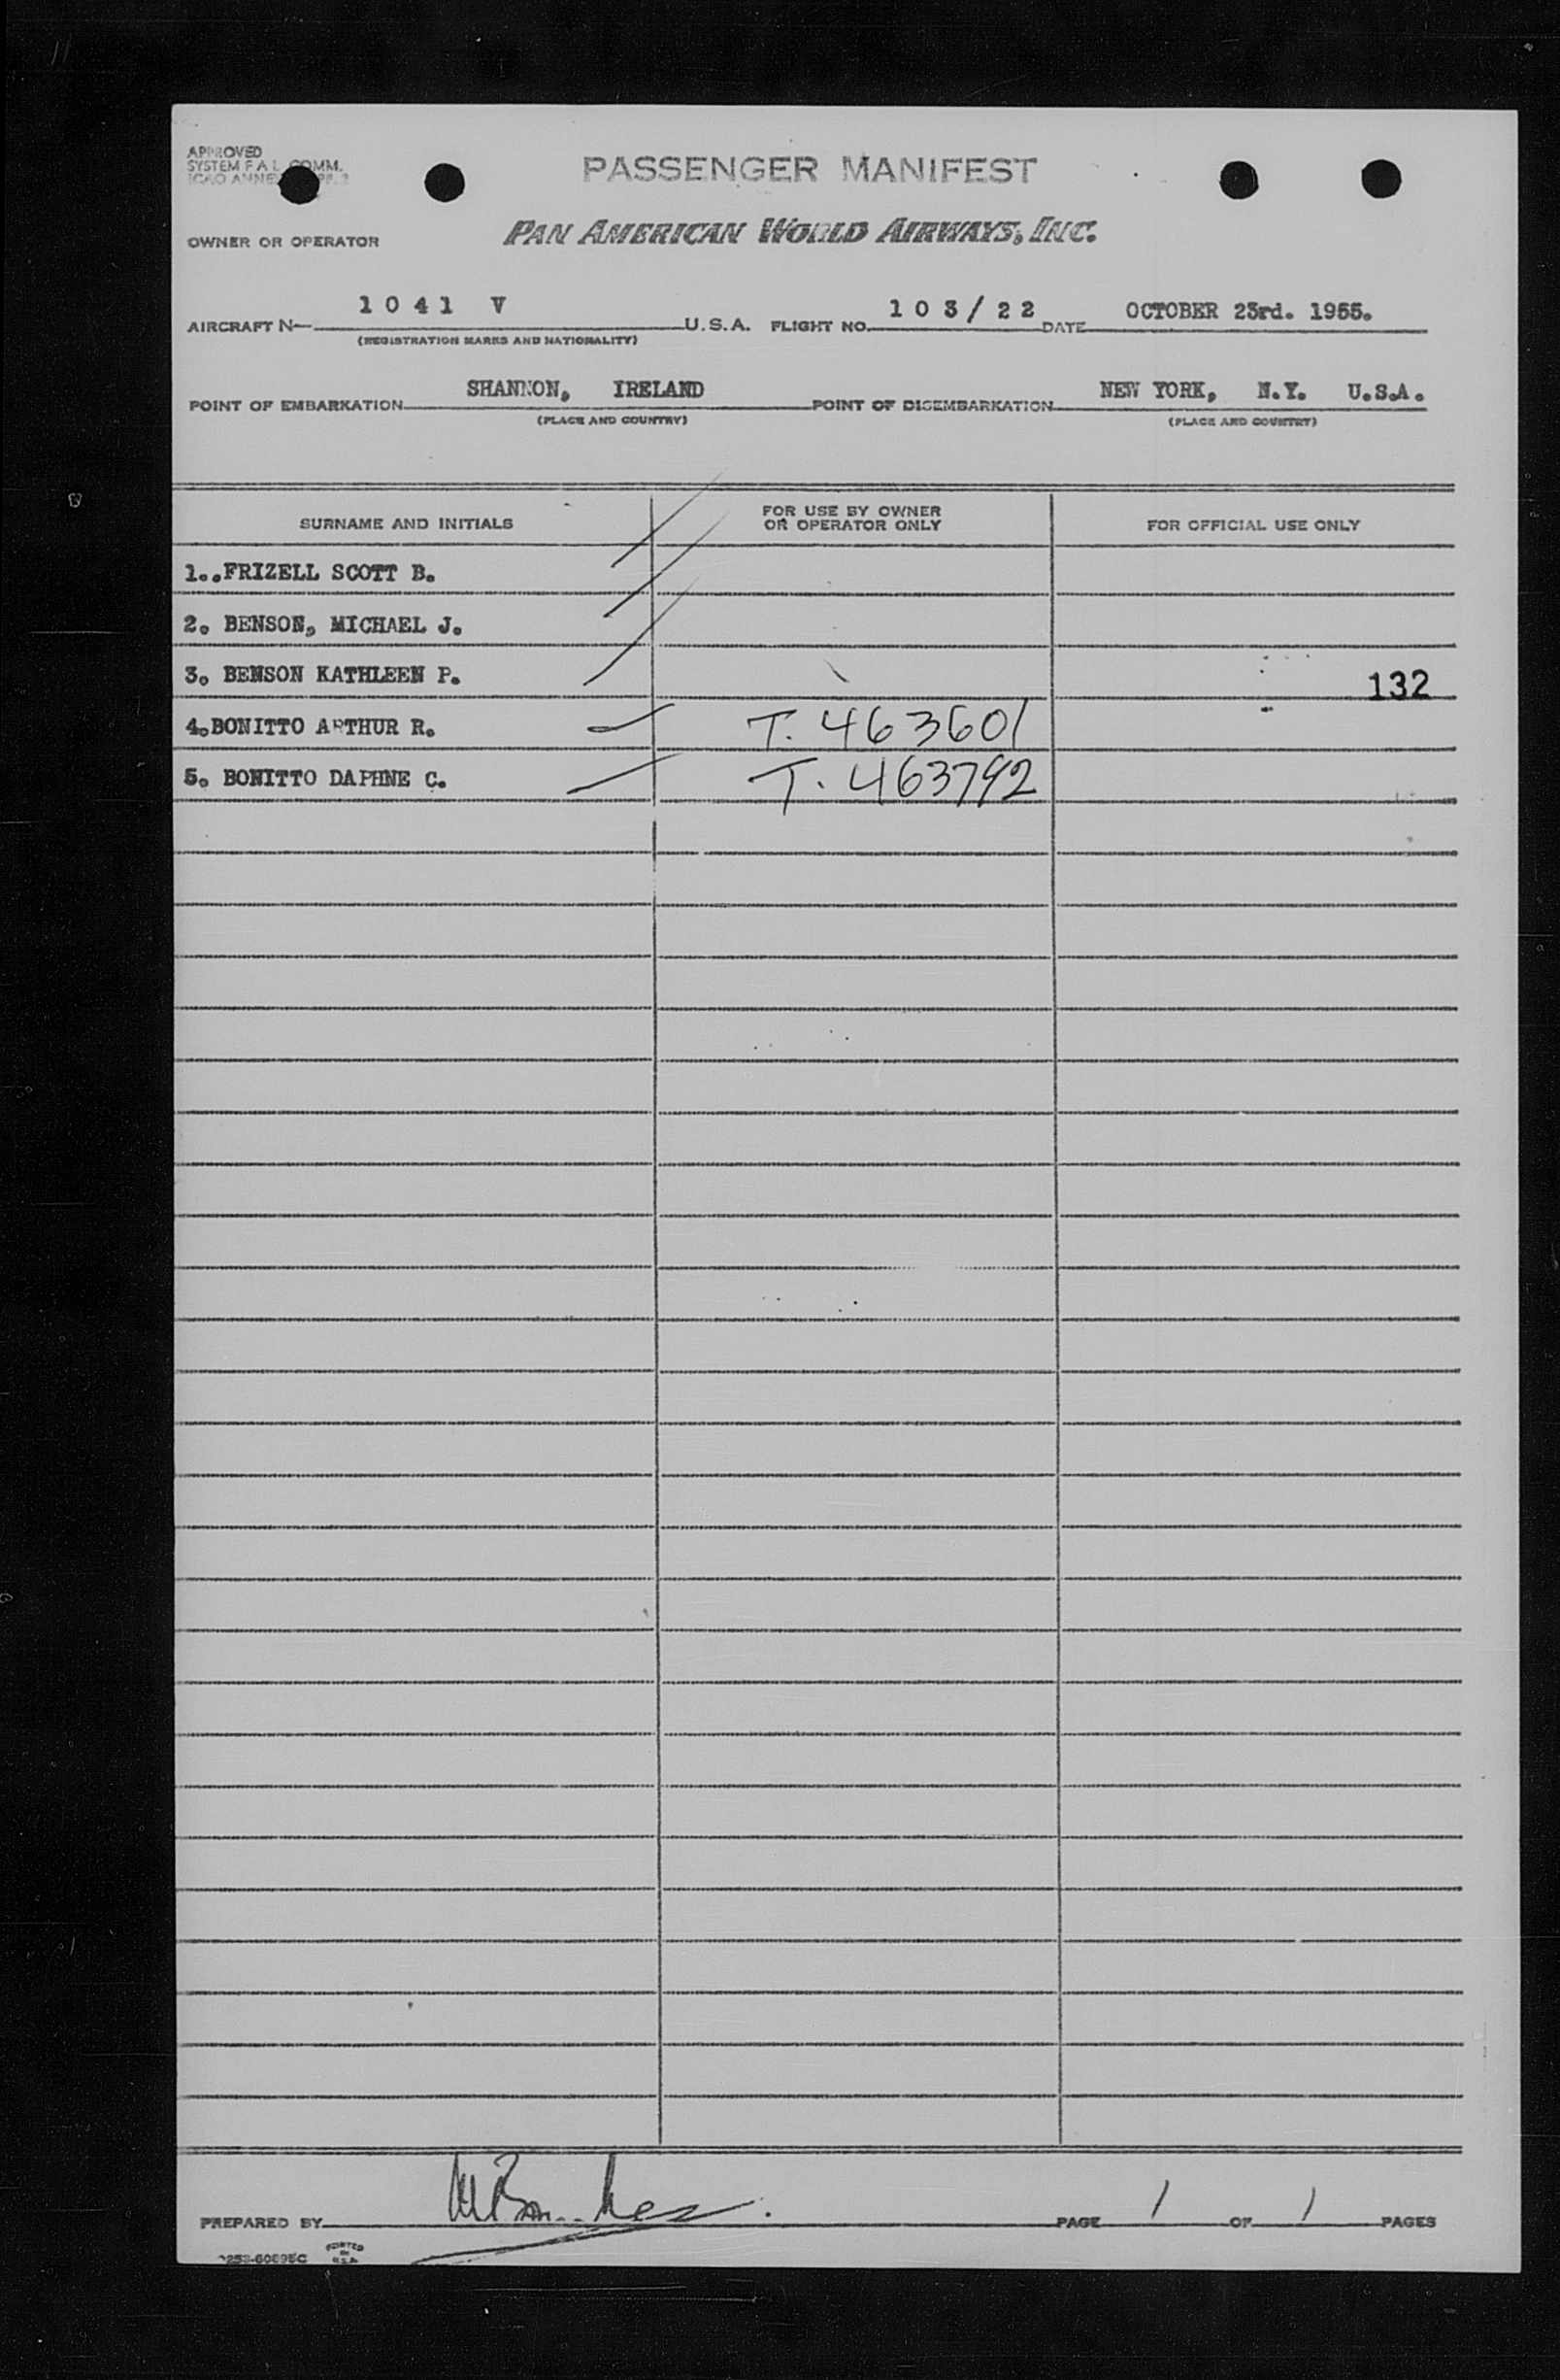 APPROVED
SYSTEM F A L COMM.
ICAO ANNEX
PASSENGER MANIFEST
OWNER OR OPERATOR PAN AMERICAN WORLD AIRWAYS, INC.
AIRCRAFT N— 1041 V U.S.A. FLIGHT NO. 103/22 DATE OCTOBER 23rd. 1955.
(REGISTRATION MARKS AND NATIONALITY)
POINT OF EMBARKATION SHANNON, IRELAND POINT OF DISEMBARKATION NEW YORK, N.Y. U.S.A.
(PLACE AND COUNTRY) (PLACE AND COUNTRY)
SURNAME AND INITIALS FOR USE BY OWNER OR OPERATOR ONLY FOR OFFICIAL USE ONLY
1..FRIZELL SCOTT B.
2. BENSON, MICHAEL J.
3. BENSON KATHLEEN P. 132
4.BONITTO ARTHUR R. T. 463601
5. BONITTO DAPHNE C. T. 463792
PREPARED BY PAGE 1 OF 1 PAGES